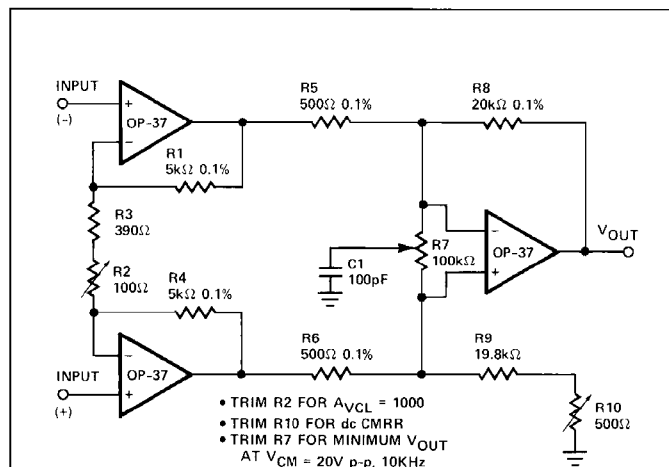 INPUT
(-)
+
OP-37
−
R1
5kΩ 0.1%
R3
390Ω
R2
100Ω
R4
5kΩ 0.1%
−
OP-37
+
INPUT
(+)
R5
500Ω 0.1%
R8
20kΩ 0.1%
R7
100kΩ
C1
100pF
−
OP-37
+
VOUT
R6
500Ω 0.1%
R9
19.8kΩ
R10
500Ω
• TRIM R2 FOR AVCL = 1000
• TRIM R10 FOR dc CMRR
• TRIM R7 FOR MINIMUM VOUT
AT VCM = 20V p-p, 10KHz